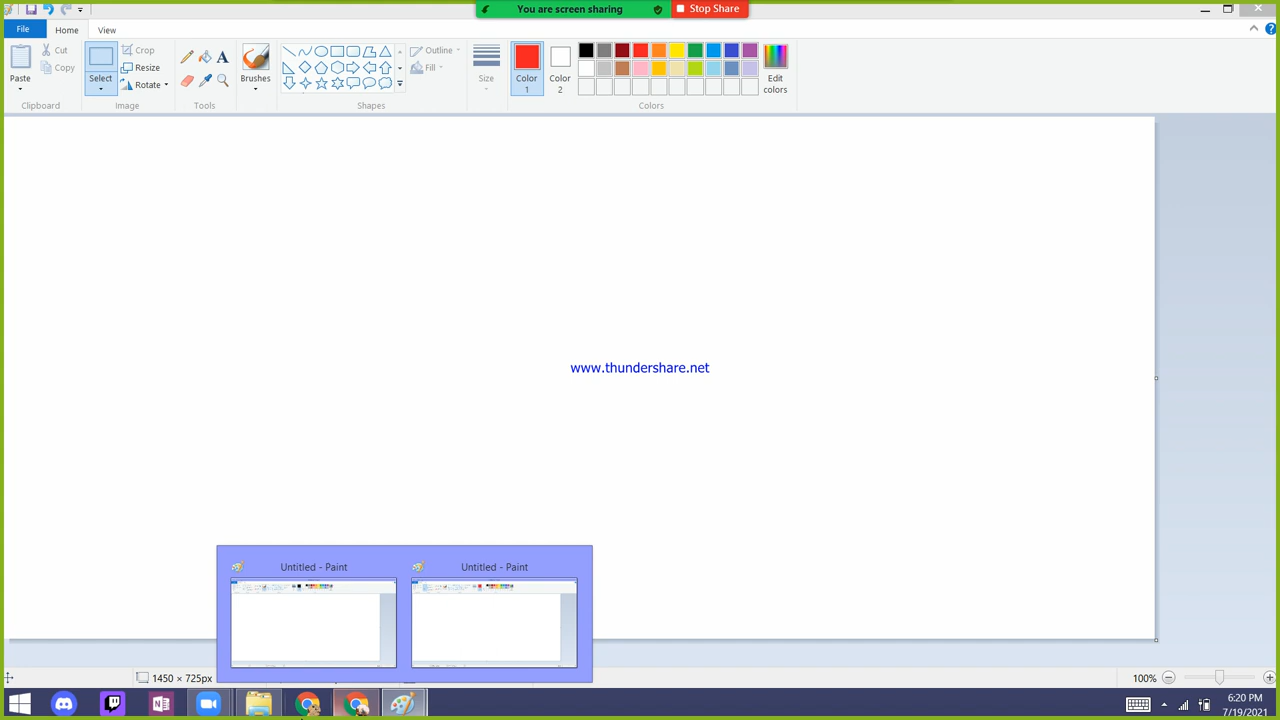 You are screen sharing
Stop Share
File
Home
View
Paste
Cut
Copy
Clipboard
Select
Crop
Resize
Rotate
Image
Tools
Brushes
Shapes
Outline
Fill
Size
Color
1
Color
2
Edit
colors
Colors
www.thundershare.net
Untitled - Paint
Untitled - Paint
1450 × 725px
100%
6:20 PM
7/19/2021